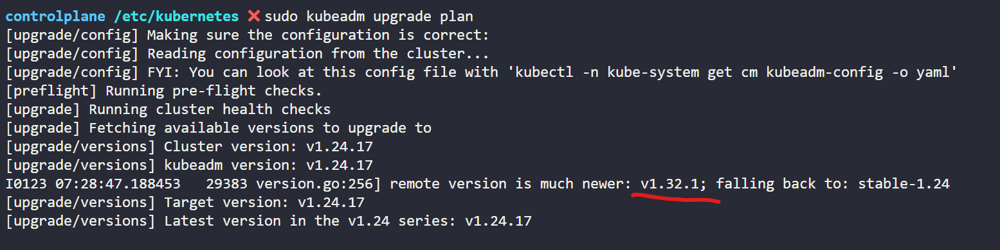 controlplane /etc/kubernetes ❌ sudo kubeadm upgrade plan
[upgrade/config] Making sure the configuration is correct:
[upgrade/config] Reading configuration from the cluster...
[upgrade/config] FYI: You can look at this config file with 'kubectl -n kube-system get cm kubeadm-config -o yaml'
[preflight] Running pre-flight checks.
[upgrade] Running cluster health checks
[upgrade] Fetching available versions to upgrade to
[upgrade/versions] Cluster version: v1.24.17
[upgrade/versions] kubeadm version: v1.24.17
I0123 07:28:47.188453   29383 version.go:256] remote version is much newer: v1.32.1; falling back to: stable-1.24
[upgrade/versions] Target version: v1.24.17
[upgrade/versions] Latest version in the v1.24 series: v1.24.17